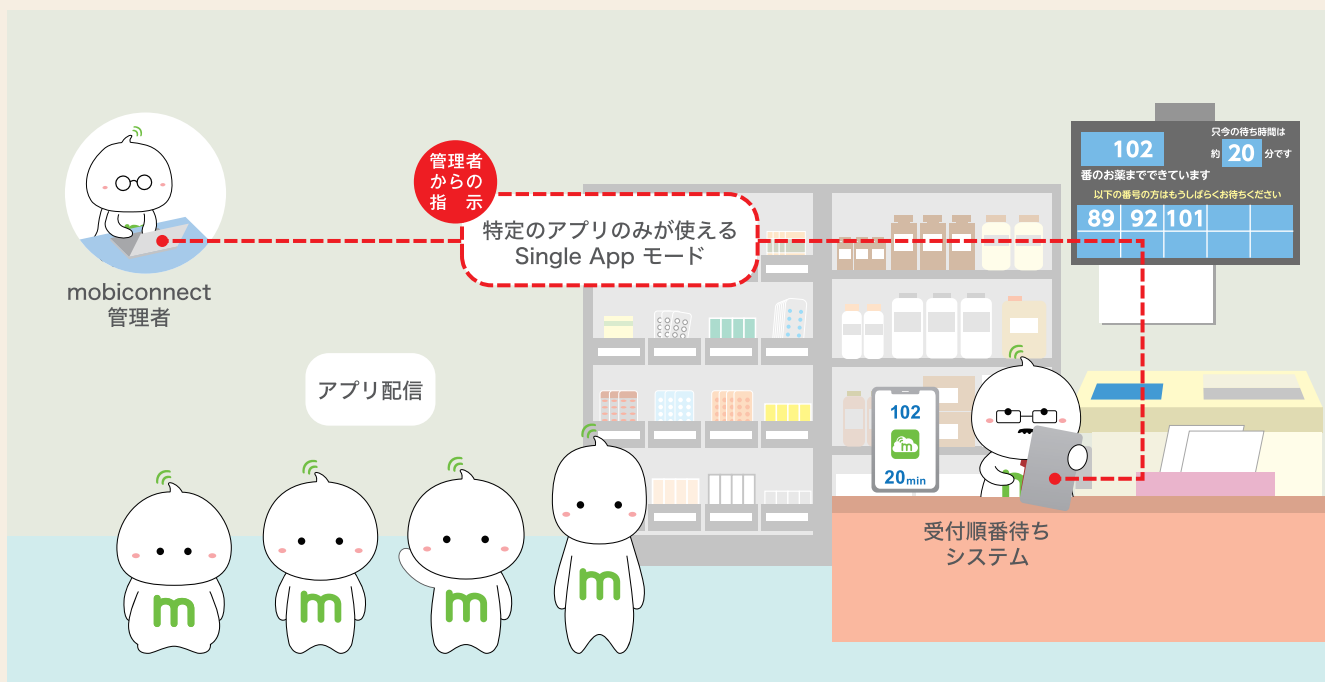 mobiconnect
管理者
管理者
からの
指 示
特定のアプリのみが使える
Single App モード
アプリ配信
m
m
m
m
102
m
20min
m
受付順番待ち
システム
102
番のお薬までできています
只今の待ち時間は
約 20 分です
以下の番号の方はもうしばらくお待ちください
89 92 101